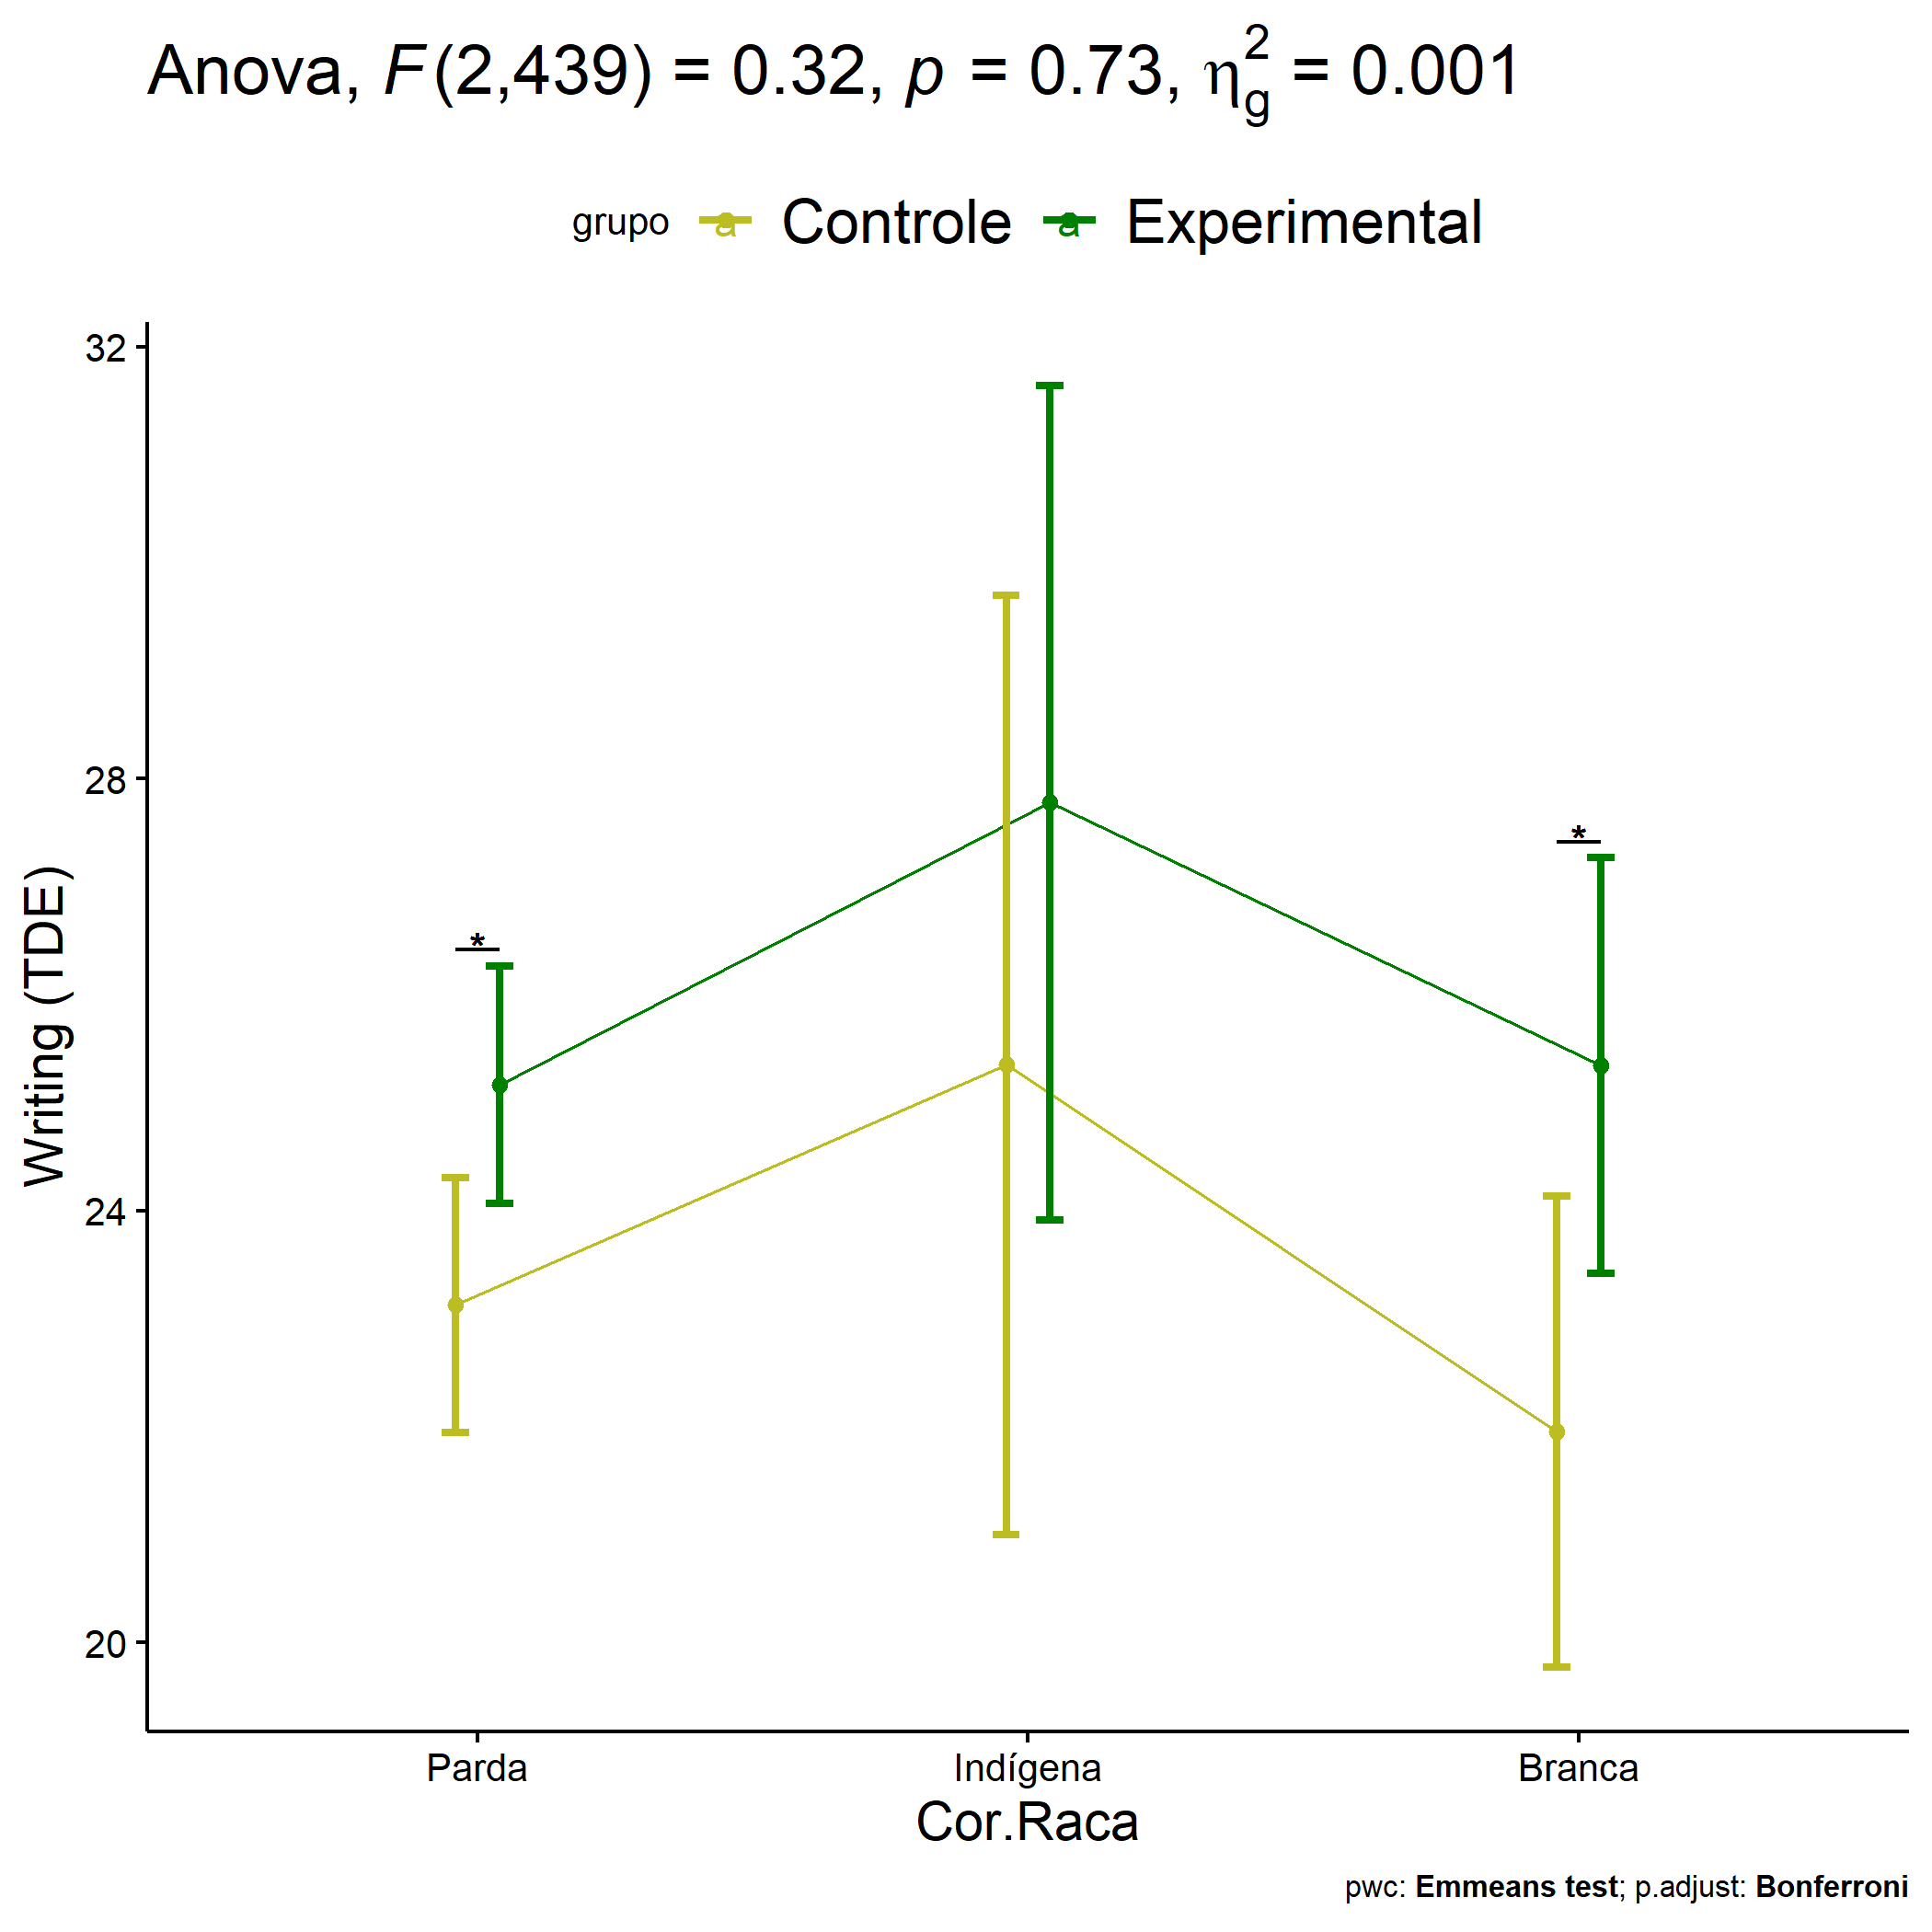 Anova, F(2,439) = 0.32, p = 0.73, η²g = 0.001
grupo a Controle a Experimental
Writing (TDE)
32
28
24
20
*
*
Parda Indígena Branca
Cor.Raca
pwc: Emmeans test; p.adjust: Bonferroni